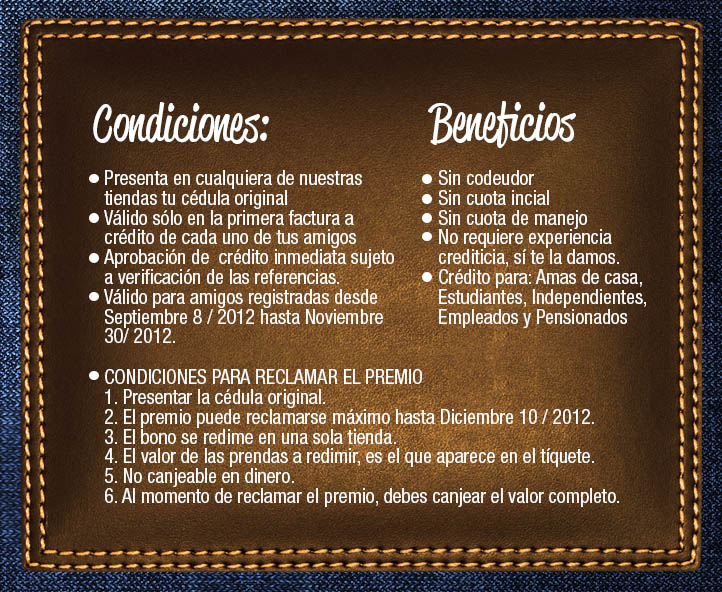 Condiciones:
• Presenta en cualquiera de nuestras
tiendas tu cédula original
• Válido sólo en la primera factura a
crédito de cada uno de tus amigos
• Aprobación de crédito inmediata sujeto
a verificación de las referencias.
• Válido para amigos registradas desde
Septiembre 8 / 2012 hasta Noviembre
30/ 2012.
Beneficios
• Sin codeudor
• Sin cuota incial
• Sin cuota de manejo
• No requiere experiencia
crediticia, sí te la damos.
• Crédito para: Amas de casa,
Estudiantes, Independientes,
Empleados y Pensionados
• CONDICIONES PARA RECLAMAR EL PREMIO
1. Presentar la cédula original.
2. El premio puede reclamarse máximo hasta Diciembre 10 / 2012.
3. El bono se redime en una sola tienda.
4. El valor de las prendas a redimir, es el que aparece en el tíquete.
5. No canjeable en dinero.
6. Al momento de reclamar el premio, debes canjear el valor completo.